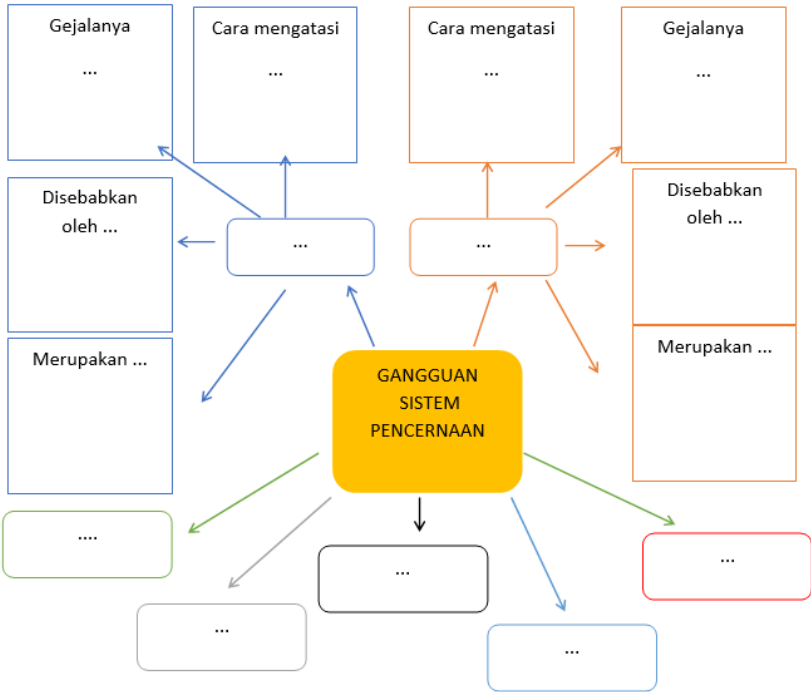 Gejalanya
...
Cara mengatasi
...
Cara mengatasi
...
Gejalanya
...
Disebabkan
oleh ...
...
...
Disebabkan
oleh ...
Merupakan ...
GANGGUAN
SISTEM
PENCERNAAN
Merupakan ...
....
...
...
...
...